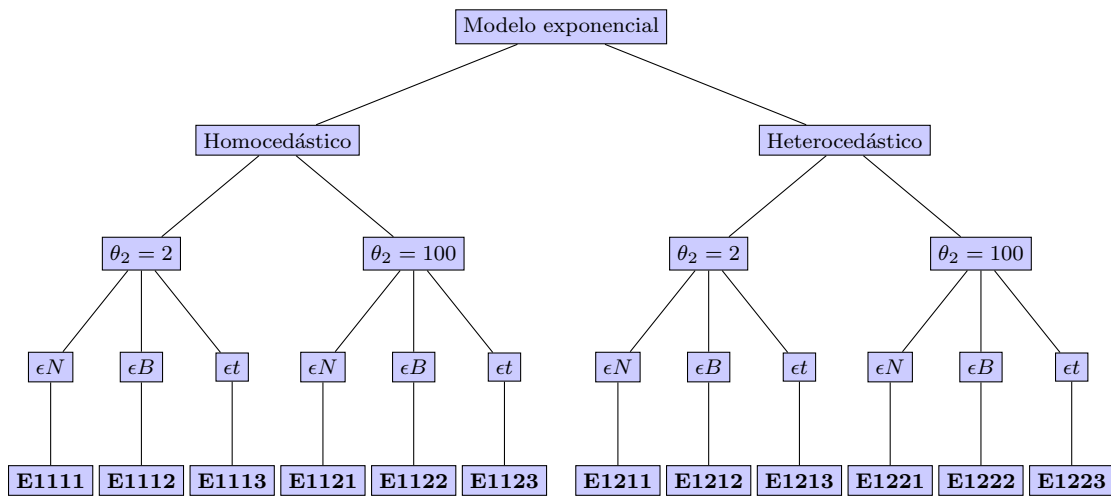 Modelo exponencial
Homocedástico Heterocedástico
θ₂ = 2 θ₂ = 100 θ₂ = 2 θ₂ = 100
ϵN ϵB ϵt ϵN ϵB ϵt ϵN ϵB ϵt ϵN ϵB ϵt
E1111 E1112 E1113 E1121 E1122 E1123 E1211 E1212 E1213 E1221 E1222 E1223